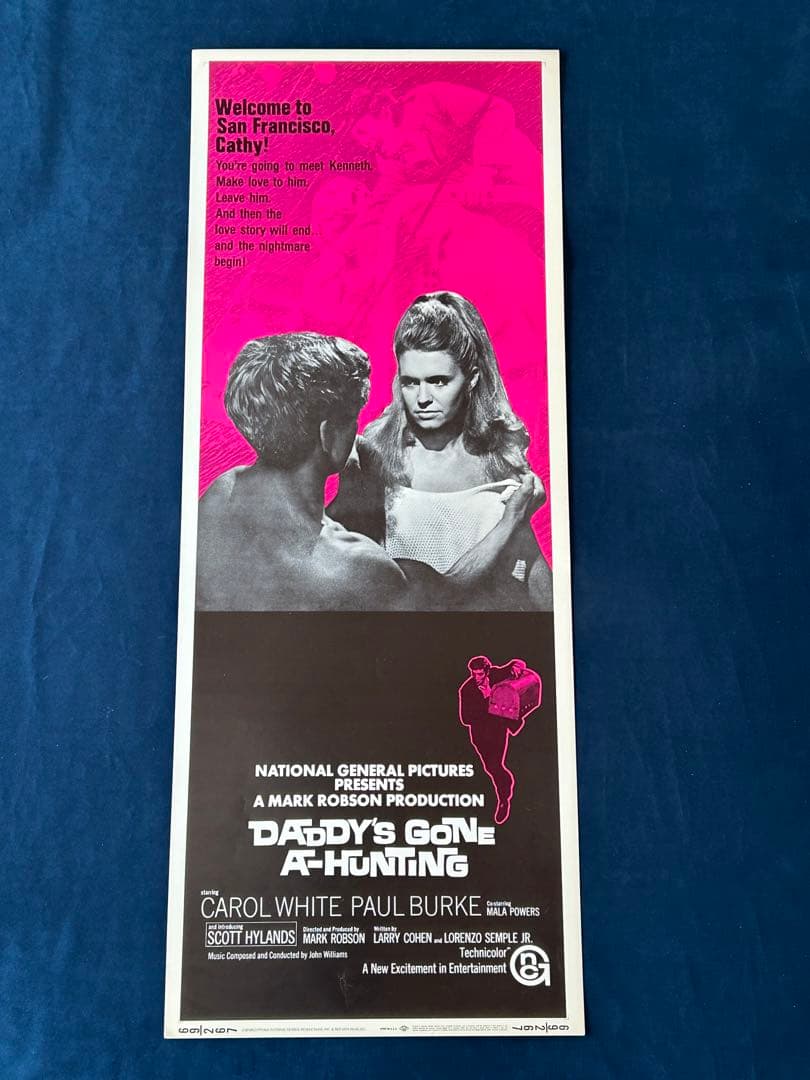 Welcome to
San Francisco,
Cathy!
You're going to meet Kenneth.
Make love to him.
Leave him.
And then the
love story will end...
and the nightmare
begin!
NATIONAL GENERAL PICTURES
PRESENTS
A MARK ROBSON PRODUCTION
DADDY'S GONE
A-HUNTING
starring
CAROL WHITE PAUL BURKE Co-starring MALA POWERS
and introducing
SCOTT HYLANDS
Directed and Produced by
MARK ROBSON
Written by
LARRY COHEN and LORENZO SEMPLE JR.
Music Composed and Conducted by John Williams
Technicolor
A New Excitement in Entertainment
ncg
69/267
69/267